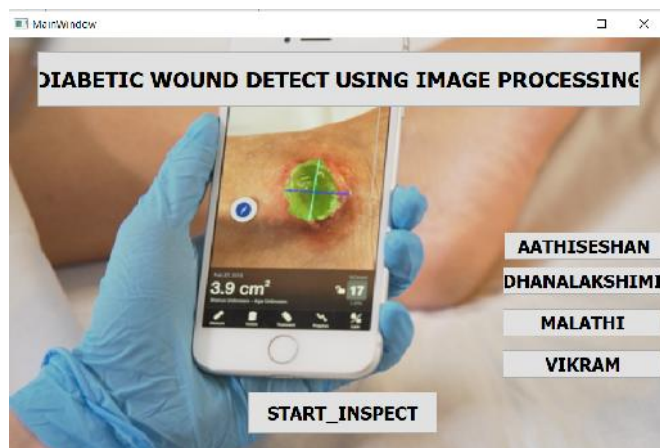 MainWindow
DIABETIC WOUND DETECT USING IMAGE PROCESSING
3.9 cm²
17
AATHISESHAN
DHANALAKSHIMI
MALATHI
VIKRAM
START_INSPECT